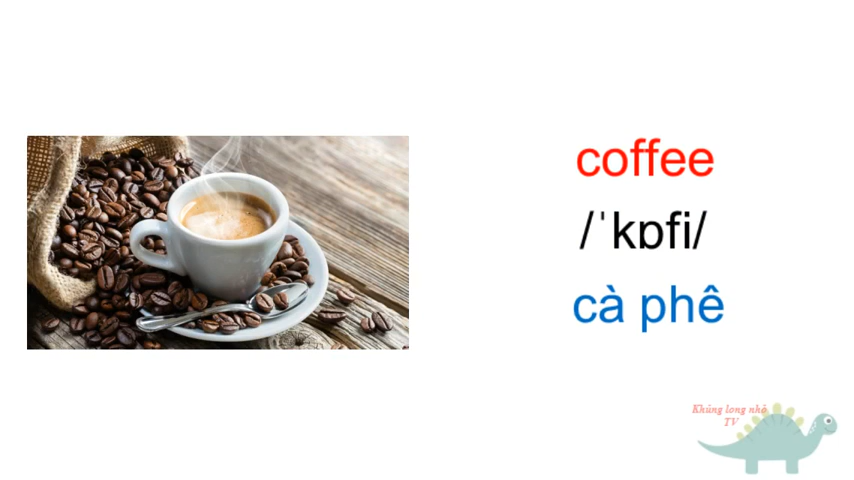 coffee
/ˈkɒfi/
cà phê
Khủng long nhỏ
TV